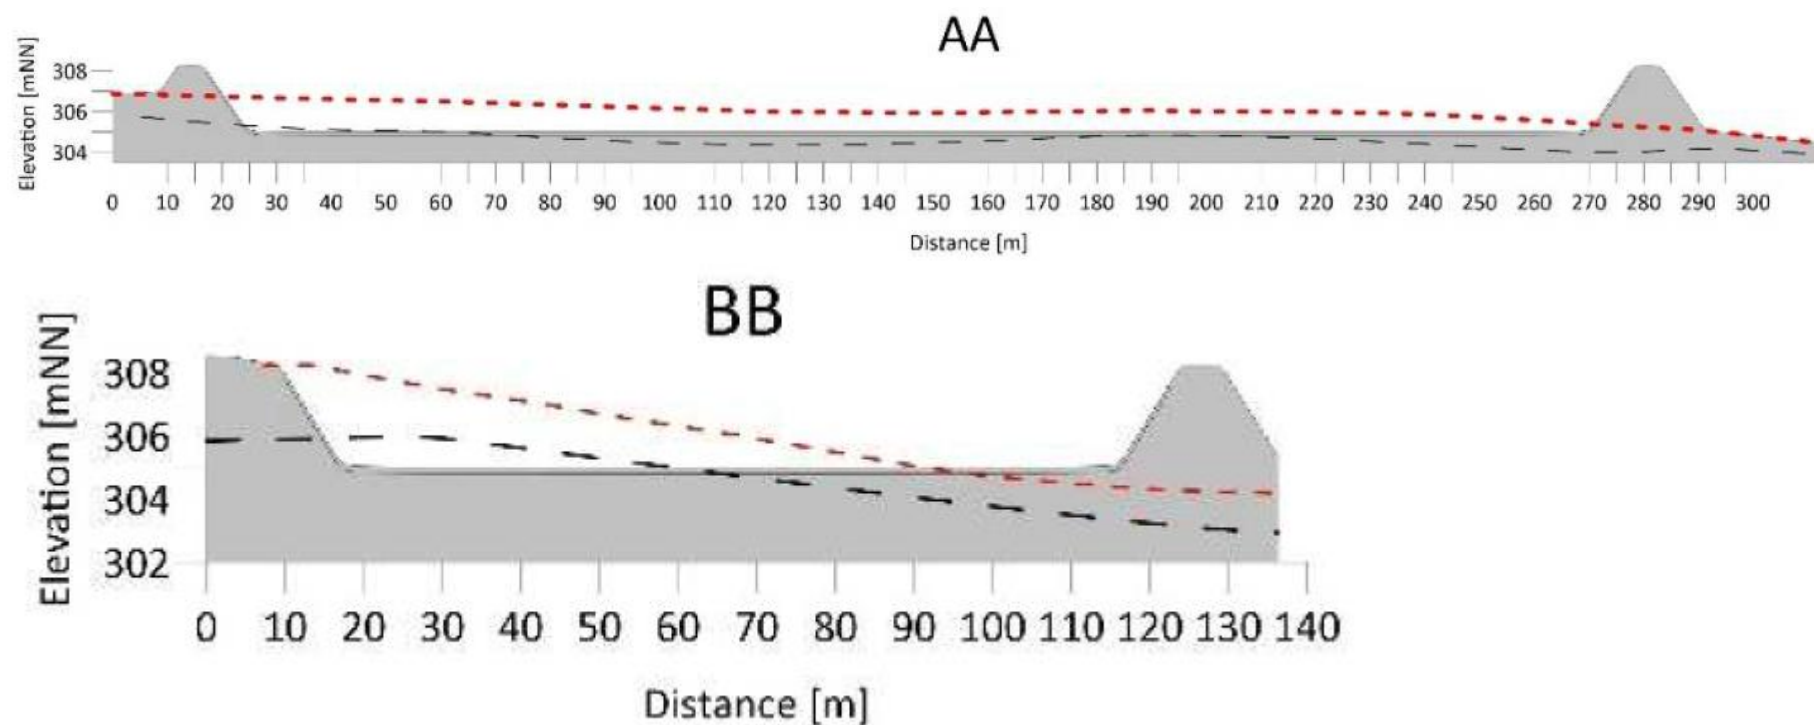 AA
Elevation [mNN]
308
306
304
0 10 20 30 40 50 60 70 80 90 100 110 120 130 140 150 160 170 180 190 200 210 220 230 240 250 260 270 280 290 300
Distance [m]
BB
Elevation [mNN]
308
306
304
302
0 10 20 30 40 50 60 70 80 90 100 110 120 130 140
Distance [m]